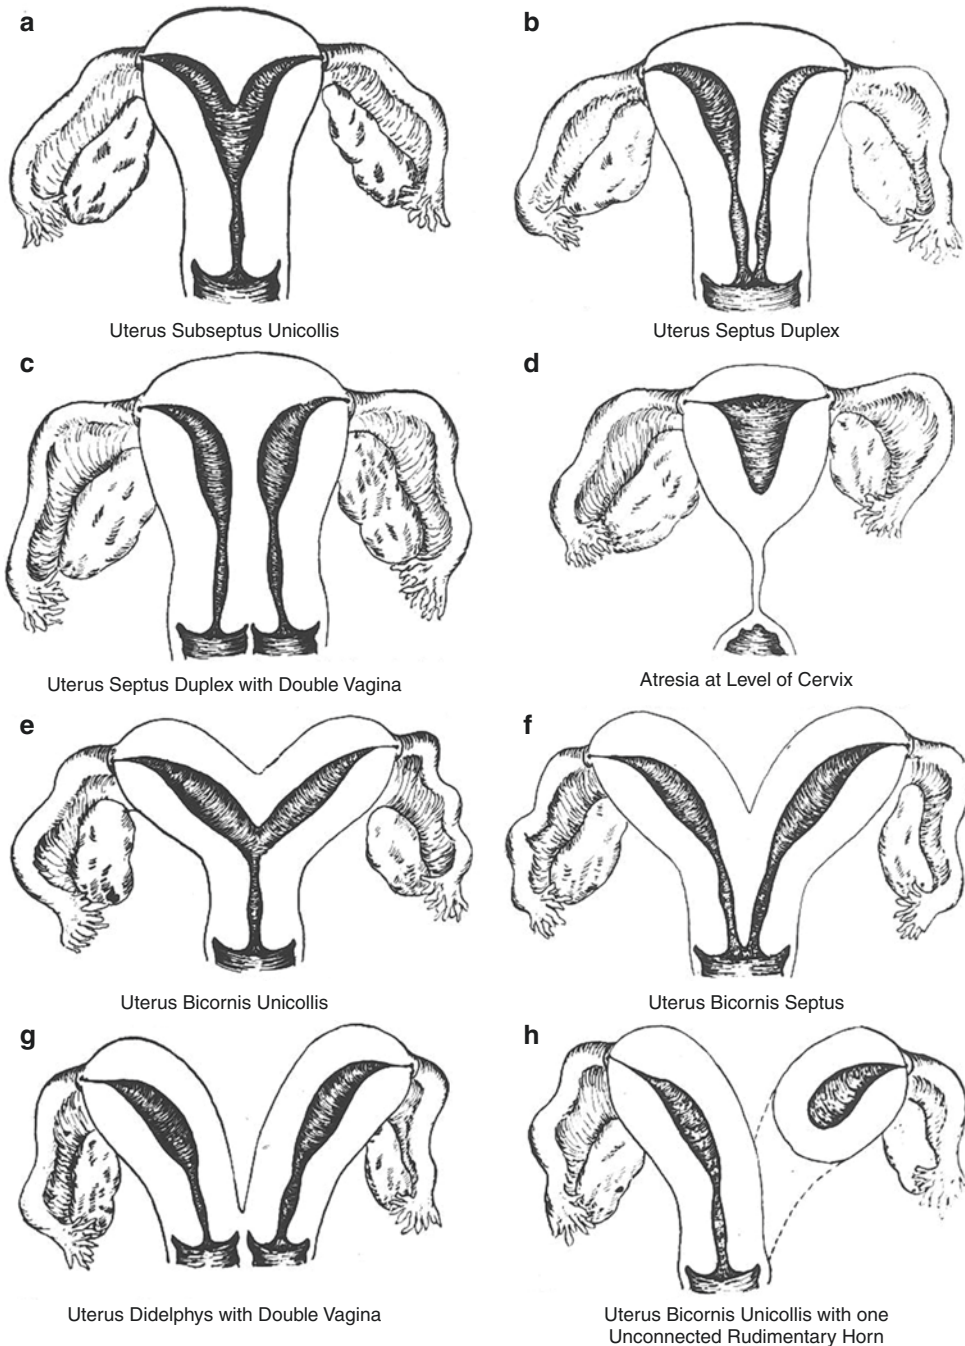 a
b
Uterus Subseptus Unicollis
Uterus Septus Duplex
c
d
Uterus Septus Duplex with Double Vagina
Atresia at Level of Cervix
e
f
Uterus Bicornis Unicollis
Uterus Bicornis Septus
g
h
Uterus Didelphys with Double Vagina
Uterus Bicornis Unicollis with one
Unconnected Rudimentary Horn